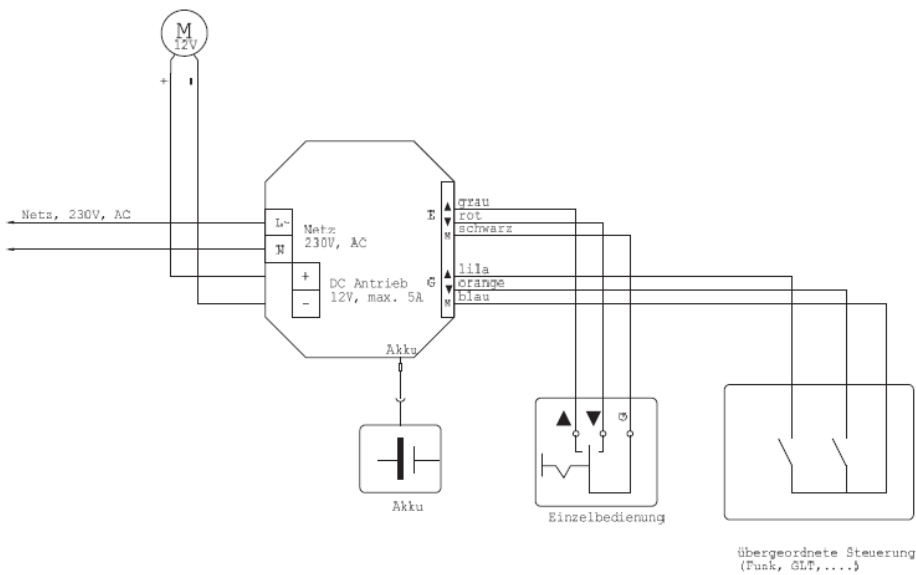 M
12V
+ -
Netz, 230V, AC
L~
N
Netz
230V, AC
+
-
DC Antrieb
12V, max. 5A
E
▲
▼
M
grau
rot
schwarz
G
▲
▼
M
lila
orange
blau
Akku
Akku
▲ ▼ G
Einzelbedienung
übergeordnete Steuerung
(Funk, GLT,....)